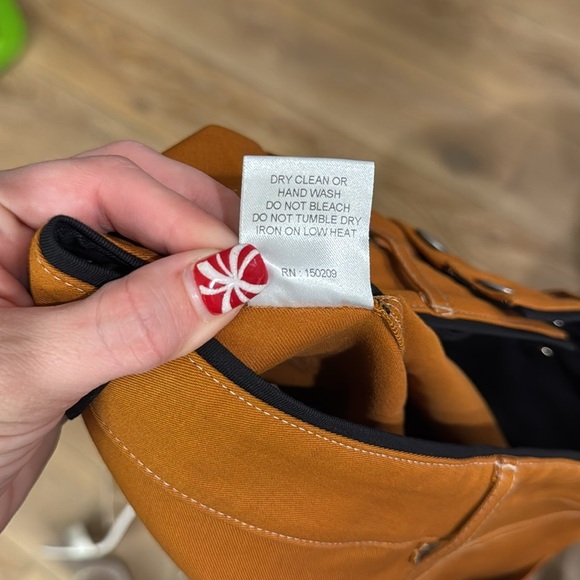 DRY CLEAN OR
HAND WASH
DO NOT BLEACH
DO NOT TUMBLE DRY
IRON ON LOW HEAT
RN : 150209